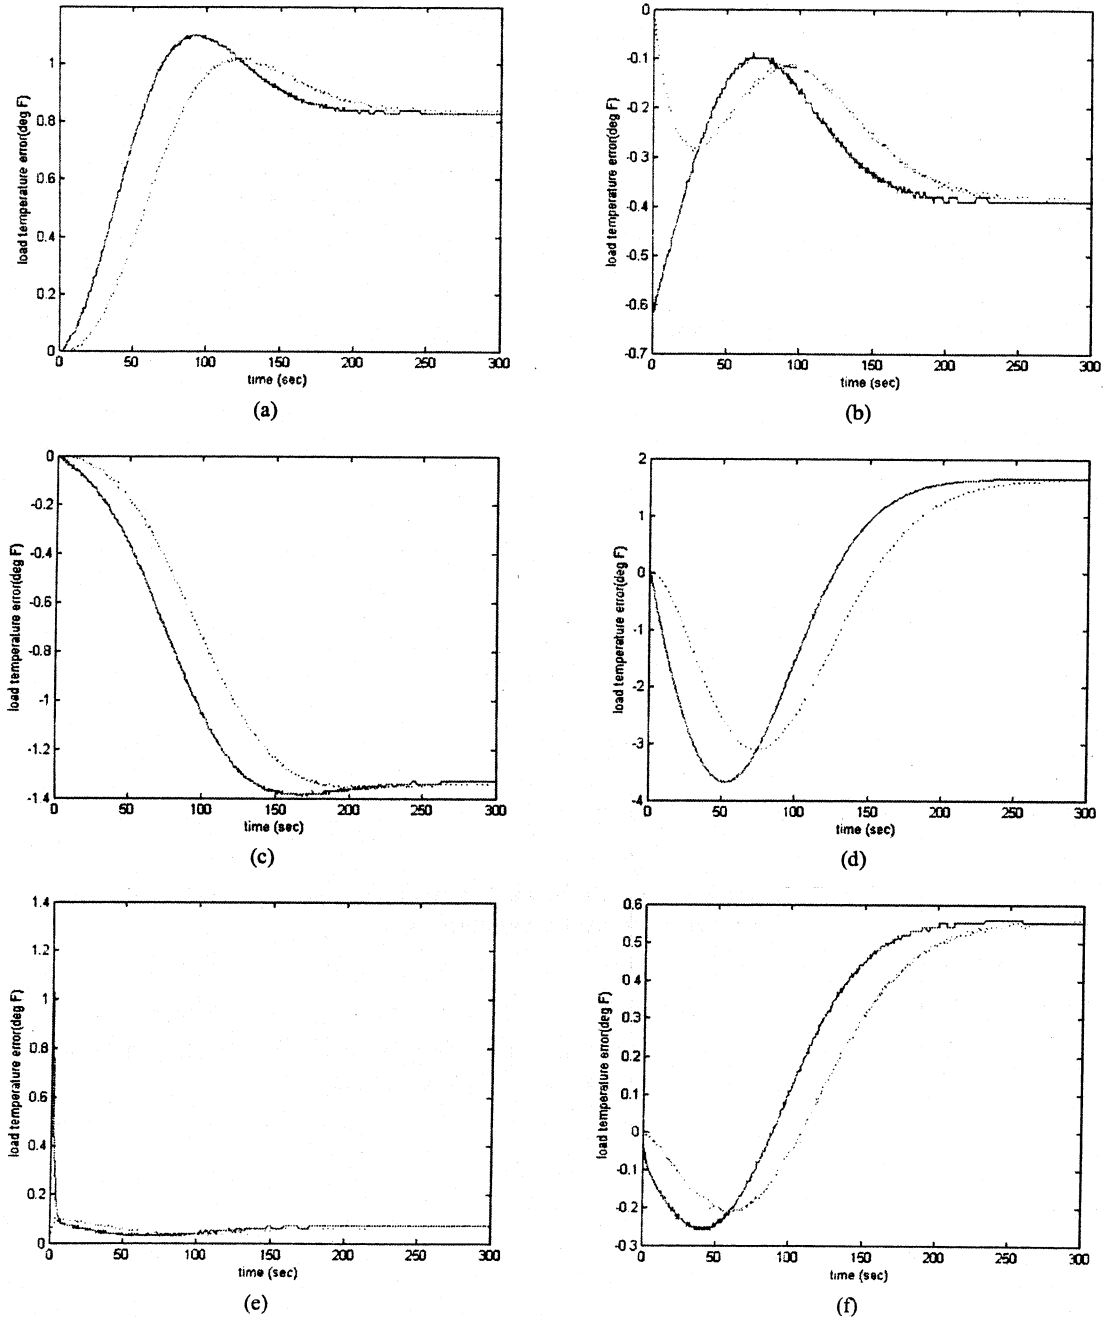 1
0.8
0.6
0.4
0.2
0
load temperature error(deg F)
0 50 100 150 200 250 300
time (sec)
(a)
0
-0.1
-0.2
-0.3
-0.4
-0.5
-0.6
-0.7
load temperature error(deg F)
0 50 100 150 200 250 300
time (sec)
(b)
0
-0.2
-0.4
-0.6
-0.8
-1
-1.2
-1.4
load temperature error(deg F)
0 50 100 150 200 250 300
time (sec)
(c)
2
1
0
-1
-2
-3
-4
load temperature error(deg F)
0 50 100 150 200 250 300
time (sec)
(d)
1.4
1.2
1
0.8
0.6
0.4
0.2
0
load temperature error(deg F)
0 50 100 150 200 250 300
time (sec)
(e)
0.6
0.5
0.4
0.3
0.2
0.1
0
-0.1
-0.2
-0.3
load temperature error(deg F)
0 50 100 150 200 250 300
time (sec)
(f)